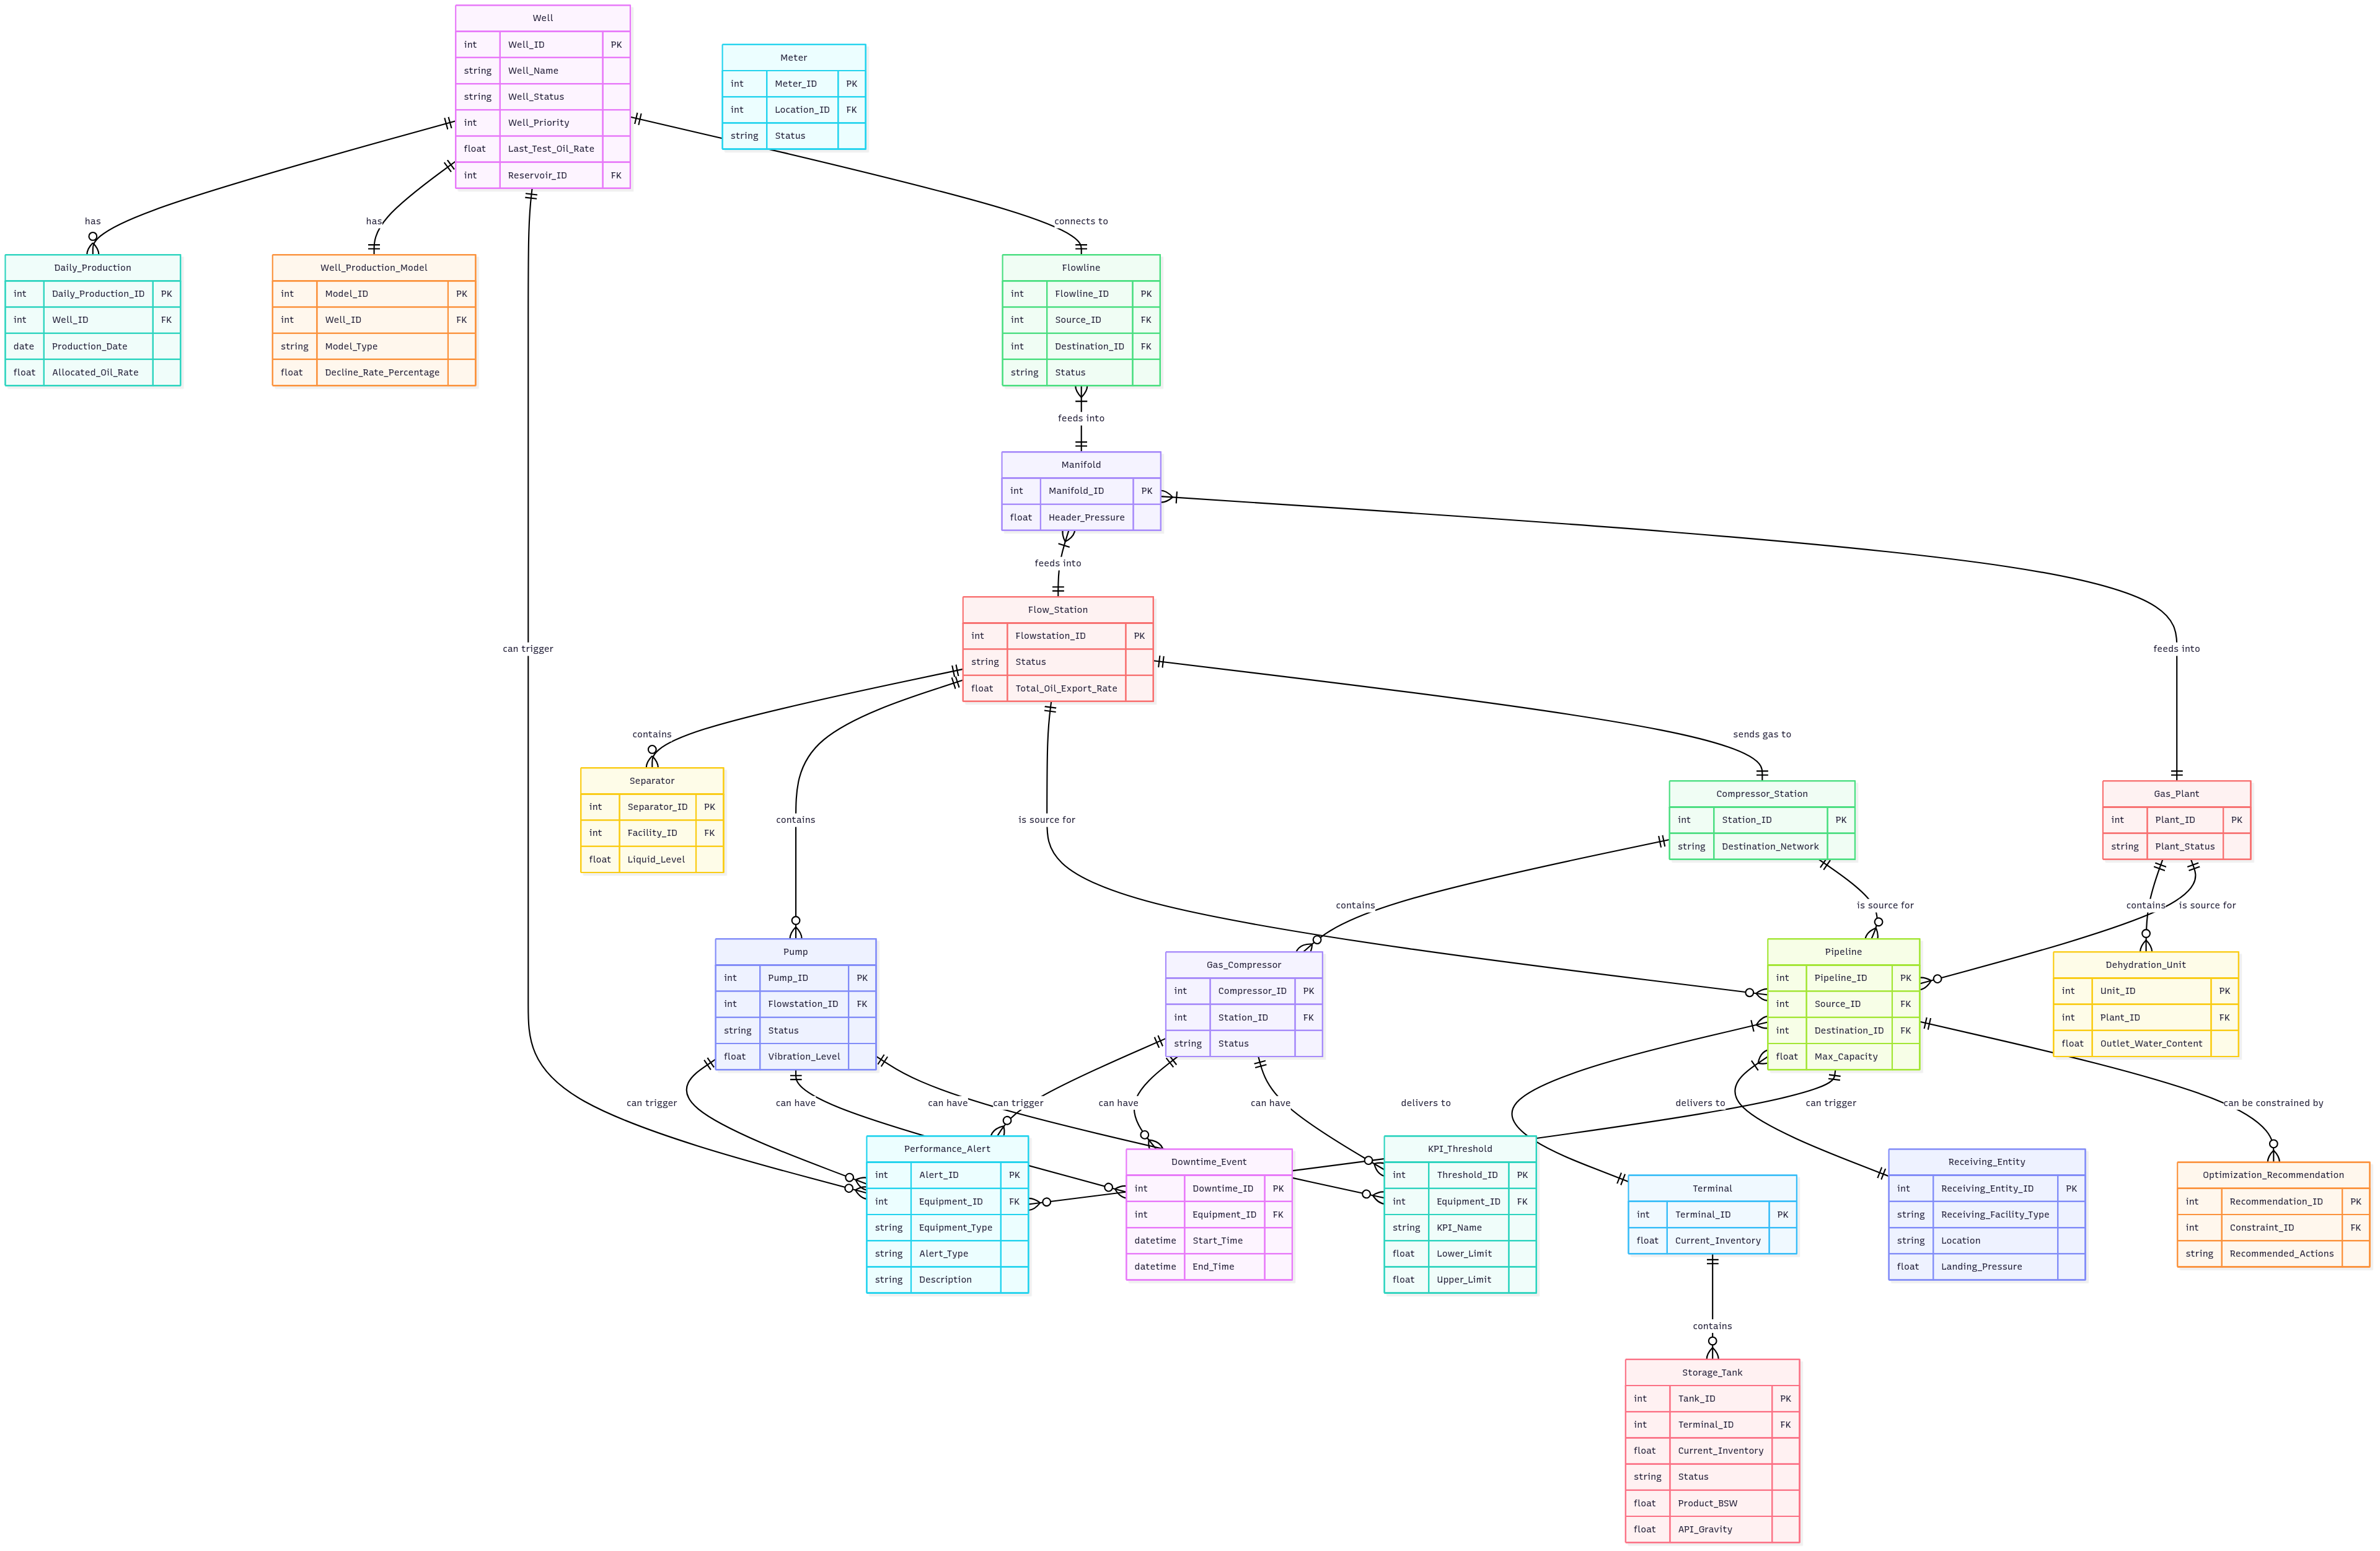 Well
int Well_ID PK
string Well_Name
string Well_Status
int Well_Priority
float Last_Test_Oil_Rate
int Reservoir_ID FK
Meter
int Meter_ID PK
int Location_ID FK
string Status
has
has
connects to
Daily_Production
int Daily_Production_ID PK
int Well_ID FK
date Production_Date
float Allocated_Oil_Rate
Well_Production_Model
int Model_ID PK
int Well_ID FK
string Model_Type
float Decline_Rate_Percentage
Flowline
int Flowline_ID PK
int Source_ID FK
int Destination_ID FK
string Status
feeds into
Manifold
int Manifold_ID PK
float Header_Pressure
feeds into
Flow_Station
int Flowstation_ID PK
string Status
float Total_Oil_Export_Rate
can trigger
feeds into
contains
sends gas to
Separator
int Separator_ID PK
int Facility_ID FK
float Liquid_Level
contains
is source for
Compressor_Station
int Station_ID PK
string Destination_Network
Gas_Plant
int Plant_ID PK
string Plant_Status
contains
is source for
contains
is source for
Pump
int Pump_ID PK
int Flowstation_ID FK
string Status
float Vibration_Level
Gas_Compressor
int Compressor_ID PK
int Station_ID FK
string Status
Pipeline
int Pipeline_ID PK
int Source_ID FK
int Destination_ID FK
float Max_Capacity
Dehydration_Unit
int Unit_ID PK
int Plant_ID FK
float Outlet_Water_Content
can trigger
can have
can have
can trigger
can have
can have
delivers to
delivers to
can trigger
can be constrained by
Performance_Alert
int Alert_ID PK
int Equipment_ID FK
string Equipment_Type
string Alert_Type
string Description
Downtime_Event
int Downtime_ID PK
int Equipment_ID FK
datetime Start_Time
datetime End_Time
KPI_Threshold
int Threshold_ID PK
int Equipment_ID FK
string KPI_Name
float Lower_Limit
float Upper_Limit
Terminal
int Terminal_ID PK
float Current_Inventory
Receiving_Entity
int Receiving_Entity_ID PK
string Receiving_Facility_Type
string Location
float Landing_Pressure
Optimization_Recommendation
int Recommendation_ID PK
int Constraint_ID FK
string Recommended_Actions
contains
Storage_Tank
int Tank_ID PK
int Terminal_ID FK
float Current_Inventory
string Status
float Product_BSW
float API_Gravity